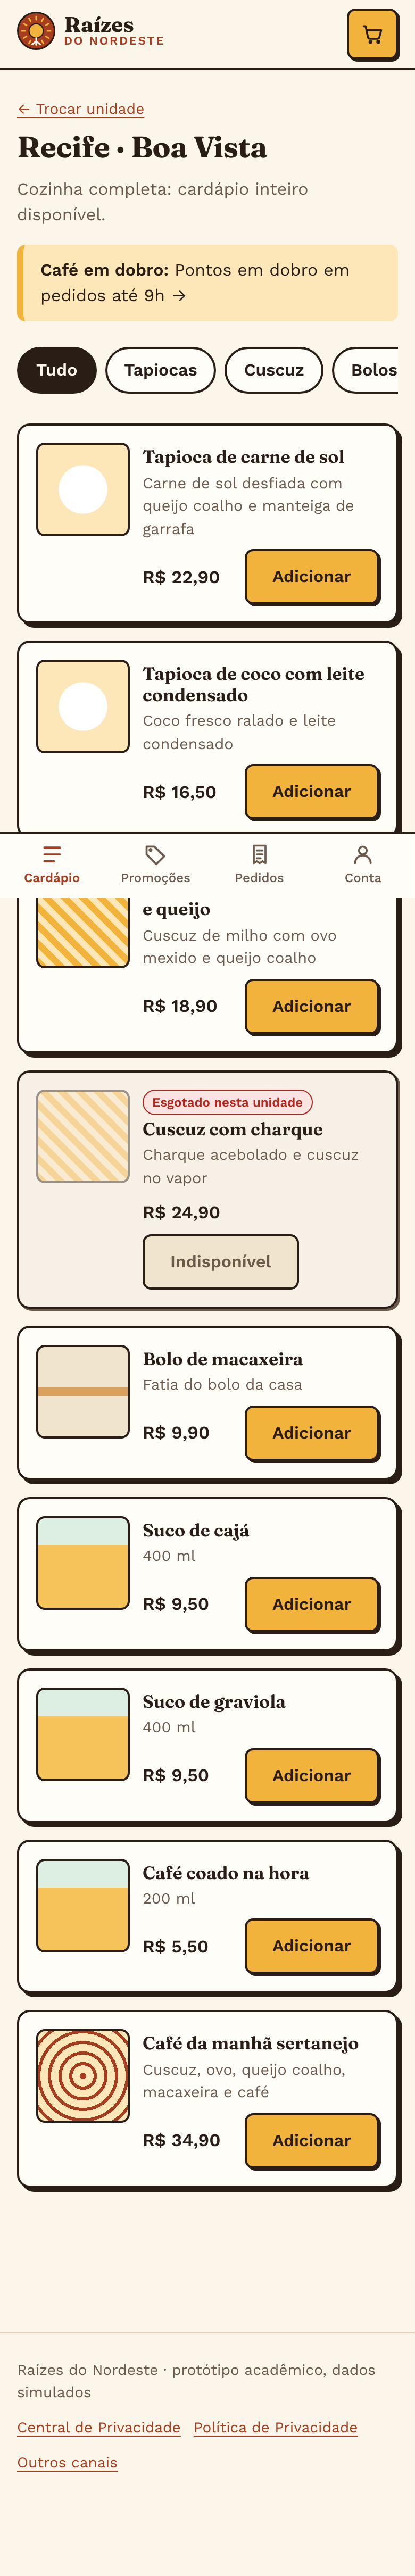 Raízes
DO NORDESTE
← Trocar unidade
Recife · Boa Vista
Cozinha completa: cardápio inteiro
disponível.
Café em dobro: Pontos em dobro em
pedidos até 9h →
Tudo
Tapiocas
Cuscuz
Bolos
Tapioca de carne de sol
Carne de sol desfiada com
queijo coalho e manteiga de
garrafa
R$ 22,90
Adicionar
Tapioca de coco com leite
condensado
Coco fresco ralado e leite
condensado
R$ 16,50
Adicionar
Cardápio
Promoções
Pedidos
Conta
e queijo
Cuscuz de milho com ovo
mexido e queijo coalho
R$ 18,90
Adicionar
Esgotado nesta unidade
Cuscuz com charque
Charque acebolado e cuscuz
no vapor
R$ 24,90
Indisponível
Bolo de macaxeira
Fatia do bolo da casa
R$ 9,90
Adicionar
Suco de cajá
400 ml
R$ 9,50
Adicionar
Suco de graviola
400 ml
R$ 9,50
Adicionar
Café coado na hora
200 ml
R$ 5,50
Adicionar
Café da manhã sertanejo
Cuscuz, ovo, queijo coalho,
macaxeira e café
R$ 34,90
Adicionar
Raízes do Nordeste · protótipo acadêmico, dados
simulados
Central de Privacidade
Política de Privacidade
Outros canais